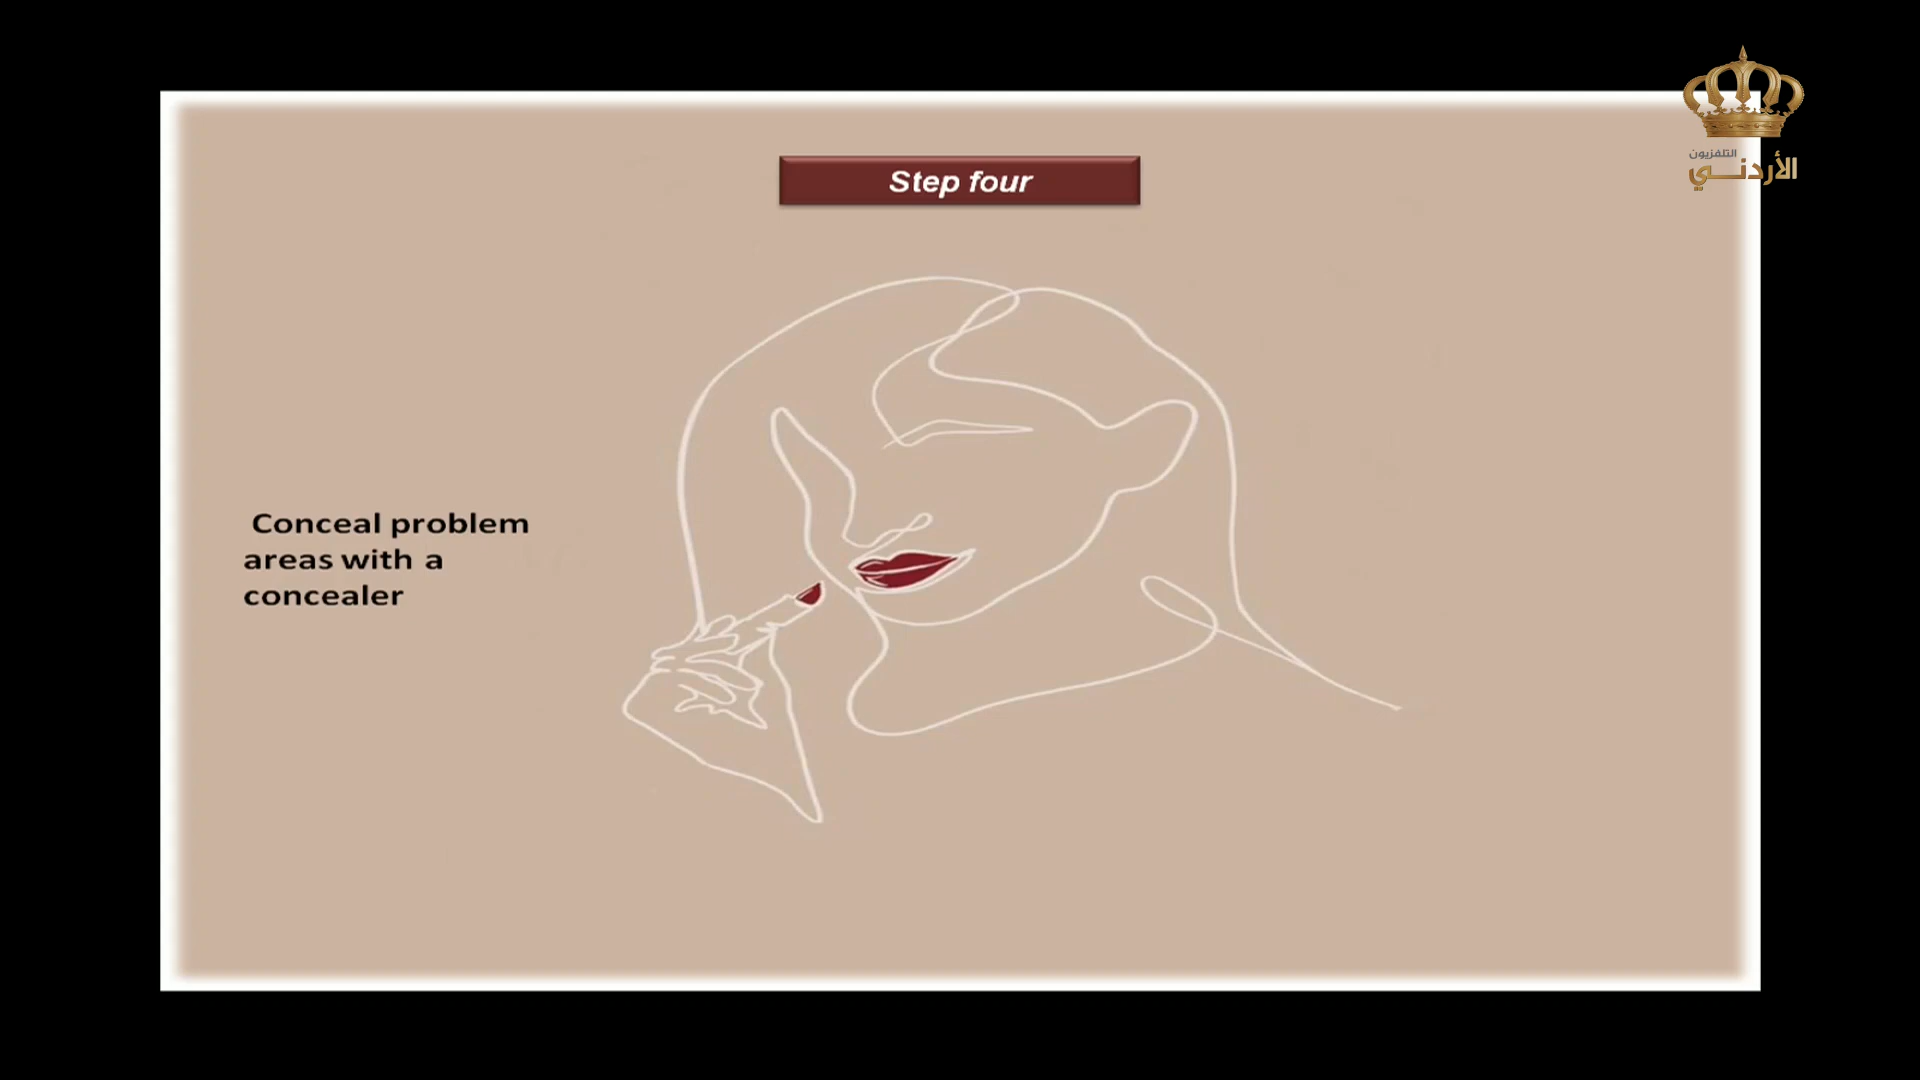 التلفزيون
الأردني
Step four
Conceal problem
areas with a
concealer